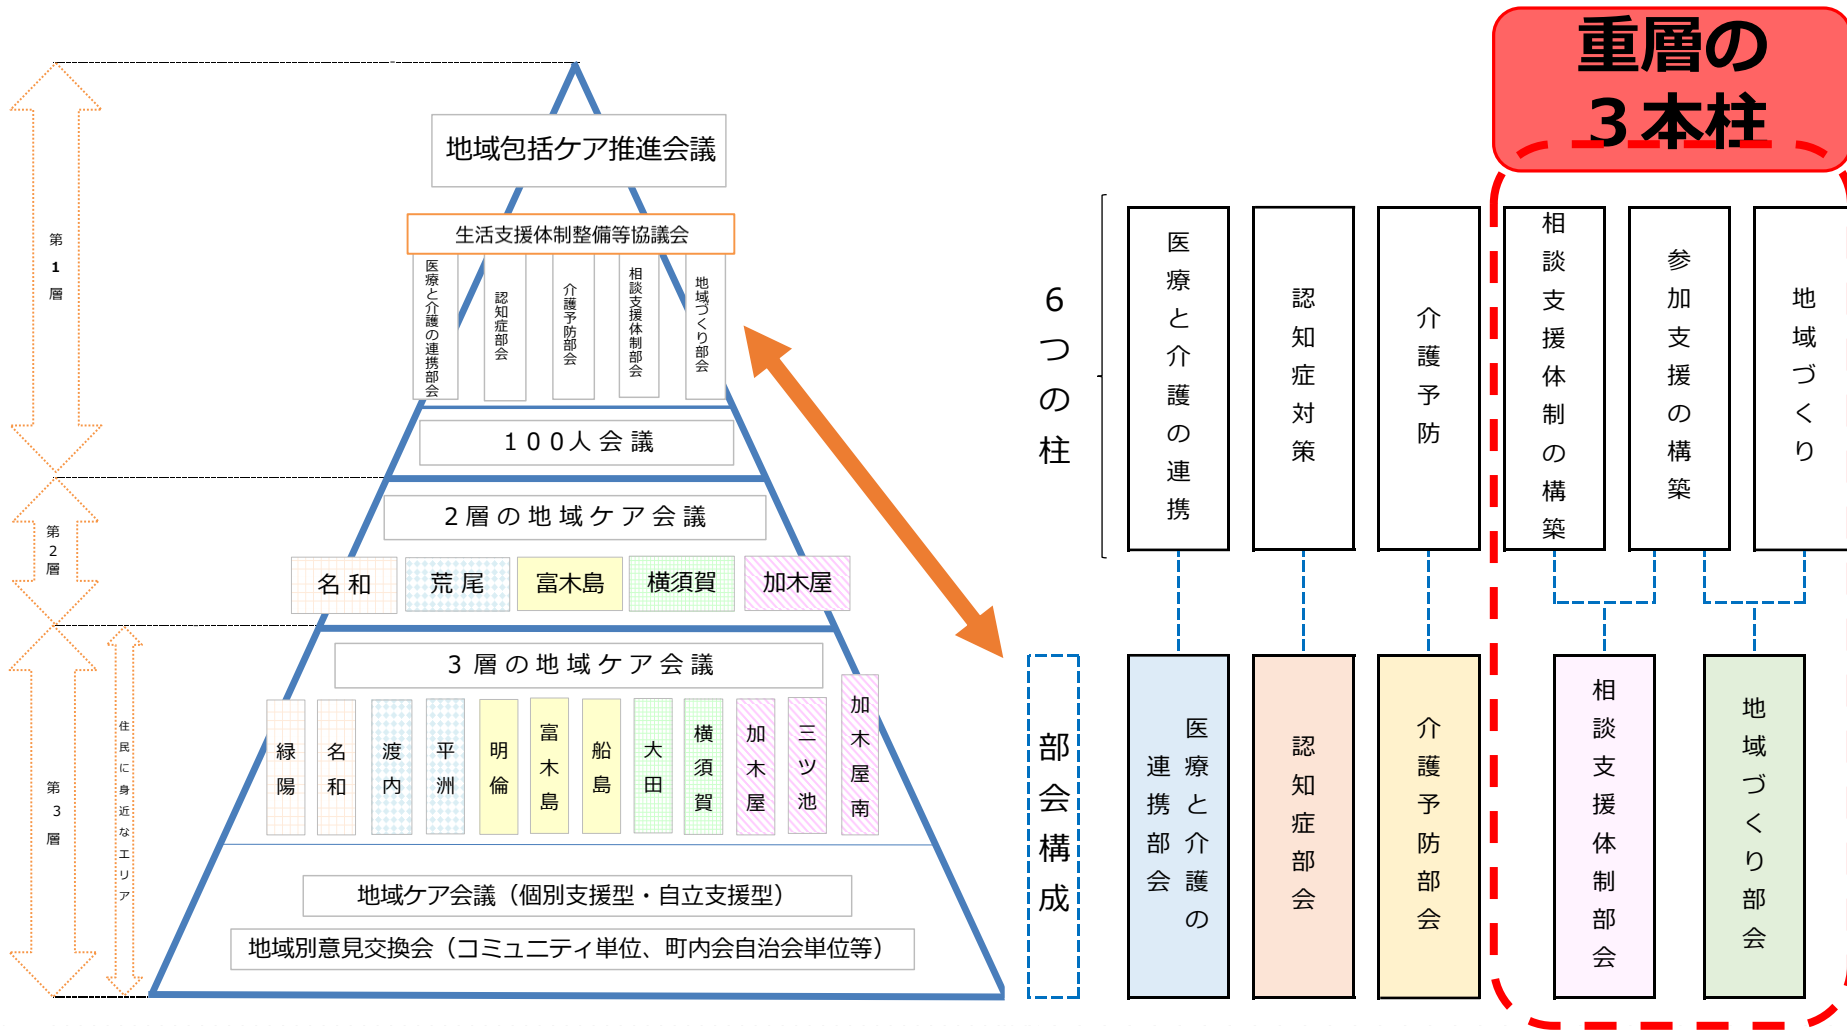 重層の
３本柱
地域包括ケア推進会議
生活支援体制整備等協議会
医療と介護の連携部会
認知症部会
介護予防部会
相談支援体制部会
地域づくり部会
１００人会議
２層の地域ケア会議
名和
荒尾
富木島
横須賀
加木屋
３層の地域ケア会議
緑陽
名和
渡内
平洲
明倫
富木島
船島
大田
横須賀
加木屋
三ツ池
加木屋南
地域ケア会議（個別支援型・自立支援型）
地域別意見交換会（コミュニティ単位、町内会自治会単位等）
第１層
第２層
第３層
住民に身近なエリア
６つの柱
医療と介護の連携
認知症対策
介護予防
相談支援体制の構築
参加支援の構築
地域づくり
部会構成
医療と介護の
連携部会
認知症部会
介護予防部会
相談支援体制部会
地域づくり部会